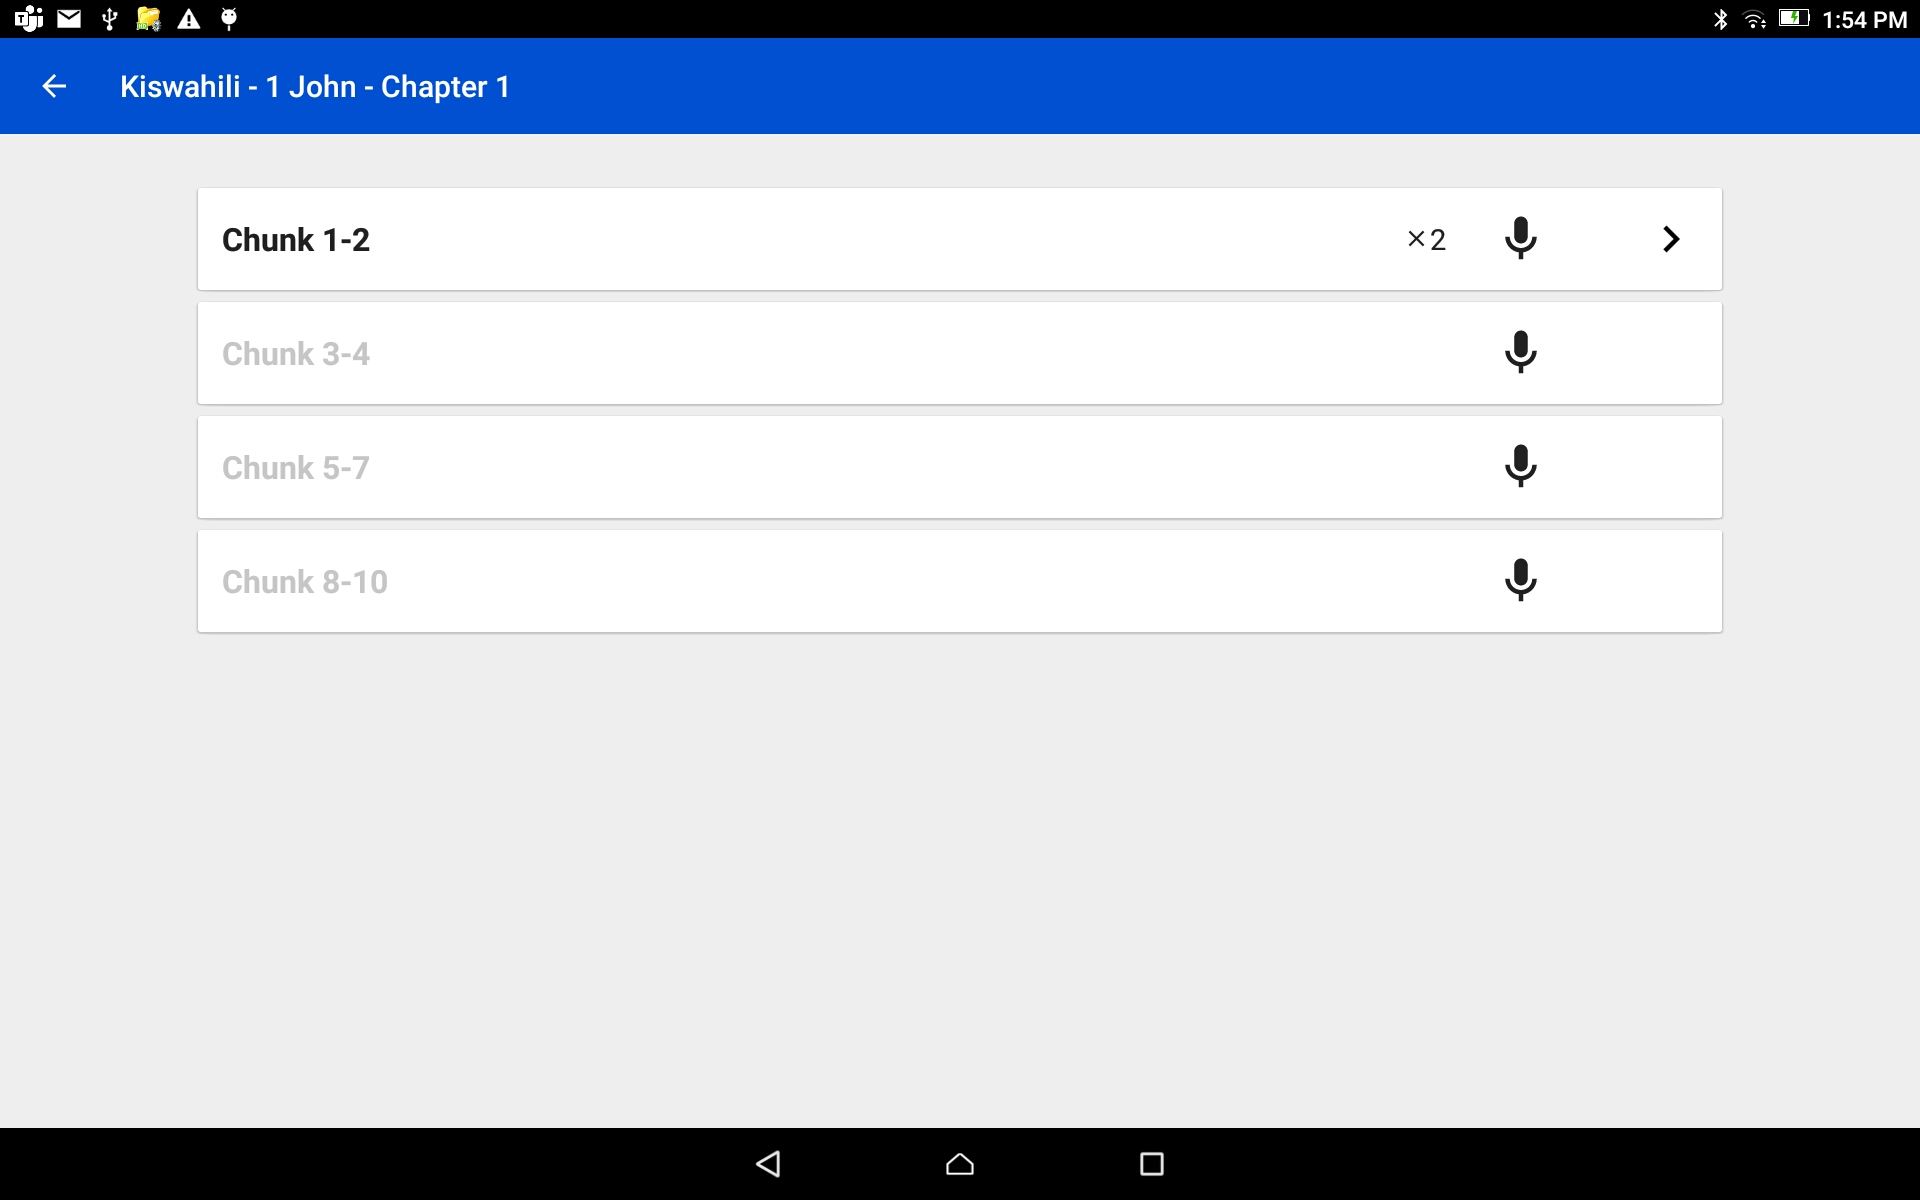 1:54 PM
Kiswahili - 1 John - Chapter 1
Chunk 1-2
×2
Chunk 3-4
Chunk 5-7
Chunk 8-10